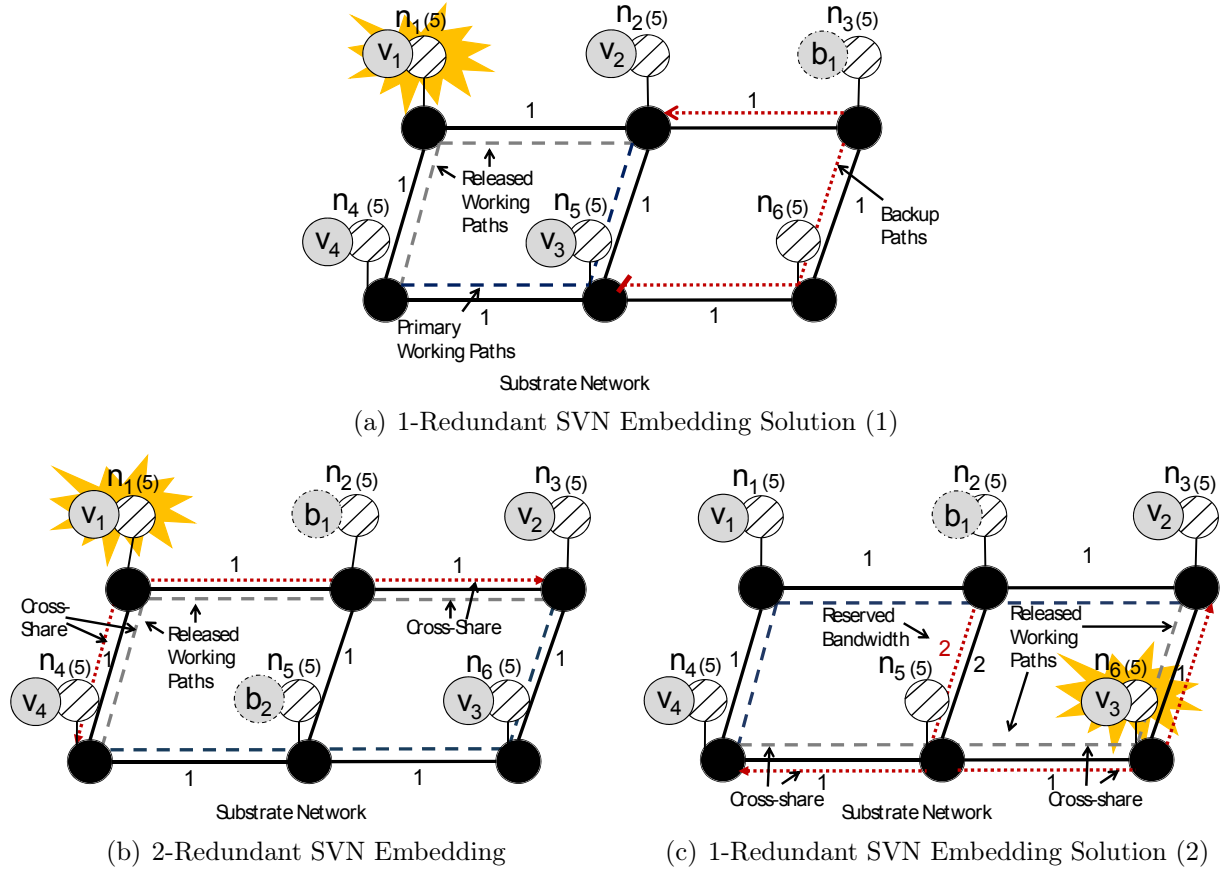 n1(5)
n2(5)
n3(5)
v1
v2
b1
1
1
Released
Working
Paths
1
n4 (5)
n5(5)
n6(5)
1
1
Backup
Paths
v4
v3
Primary
Working Paths
1
1
Substrate Network
(a) 1-Redundant SVN Embedding Solution (1)
n1(5)
n2(5)
n3(5)
v1
b1
v2
1
1
Cross-
Share
Released
Working
Paths
Cross-Share
n4(5)
n5(5)
n6(5)
1
1
1
v4
b2
v3
1
1
Substrate Network
(b) 2-Redundant SVN Embedding
n1(5)
n2(5)
n3(5)
v1
b1
v2
1
1
Reserved
Bandwidth
Released
Working
Paths
n4(5)
1
2
2
n5(5)
n6(5)
1
v4
v3
1
1
Cross-share
Cross-share
Substrate Network
(c) 1-Redundant SVN Embedding Solution (2)